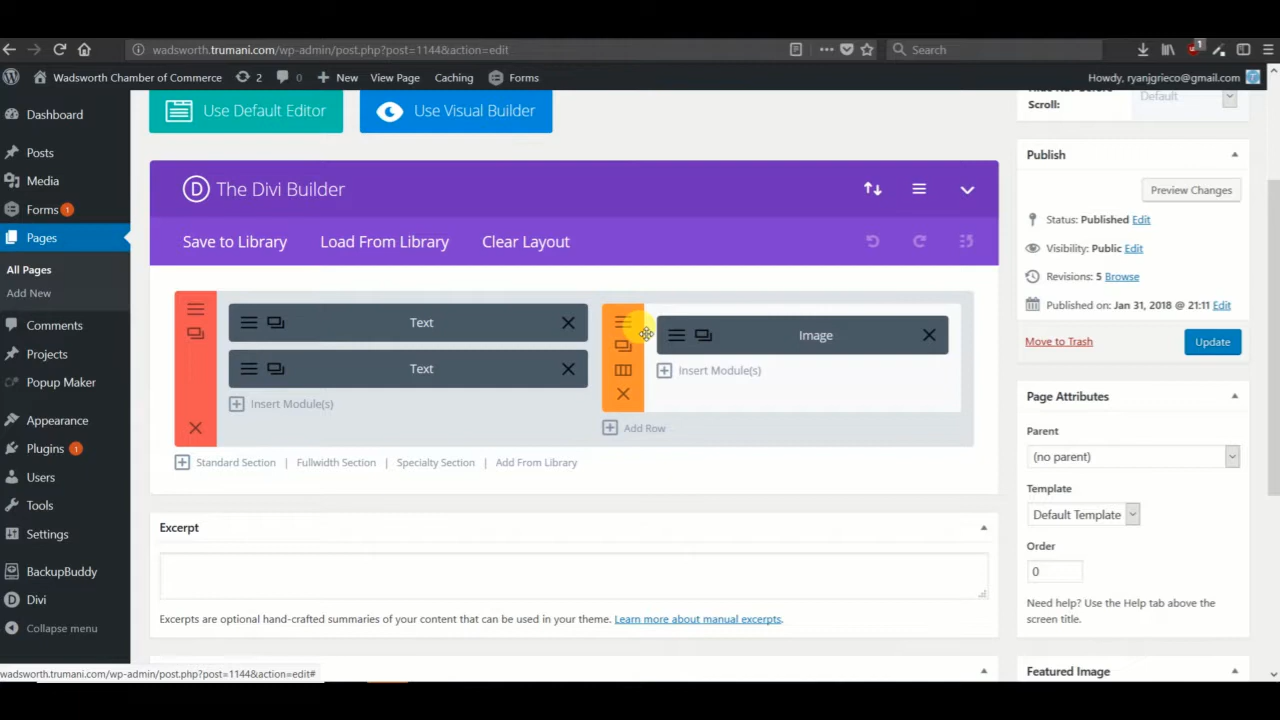 wadsworth.trumani.com/wp-admin/post.php?post=1144&action=edit
Search
1
Wadsworth Chamber of Commerce
2
0
New
View Page
Caching
Forms
Howdy, ryanjgrieco@gmail.com
Dashboard
Posts
Media
Forms 1
Pages
All Pages
Add New
Comments
Projects
Popup Maker
Appearance
Plugins 1
Users
Tools
Settings
BackupBuddy
Divi
Collapse menu
Use Default Editor
Use Visual Builder
D The Divi Builder
Save to Library
Load From Library
Clear Layout
Text
Text
Insert Module(s)
Image
Insert Module(s)
Add Row
Standard Section | Fullwidth Section | Specialty Section | Add From Library
Excerpt
Excerpts are optional hand-crafted summaries of your content that can be used in your theme. Learn more about manual excerpts.
Scroll:
Default
Publish
Preview Changes
Status: Published Edit
Visibility: Public Edit
Revisions: 5 Browse
Published on: Jan 31, 2018 @ 21:11 Edit
Move to Trash
Update
Page Attributes
Parent
(no parent)
Template
Default Template
Order
0
Need help? Use the Help tab above the
screen title.
Featured Image
wadsworth.trumani.com/wp-admin/post.php?post=1144&action=edit#